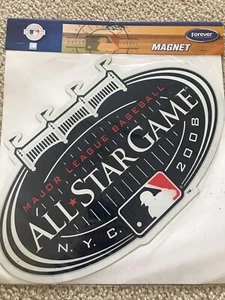 Forever
MAGNET
MAJOR LEAGUE BASEBALL
ALL STAR GAME
N.Y.C. 2008